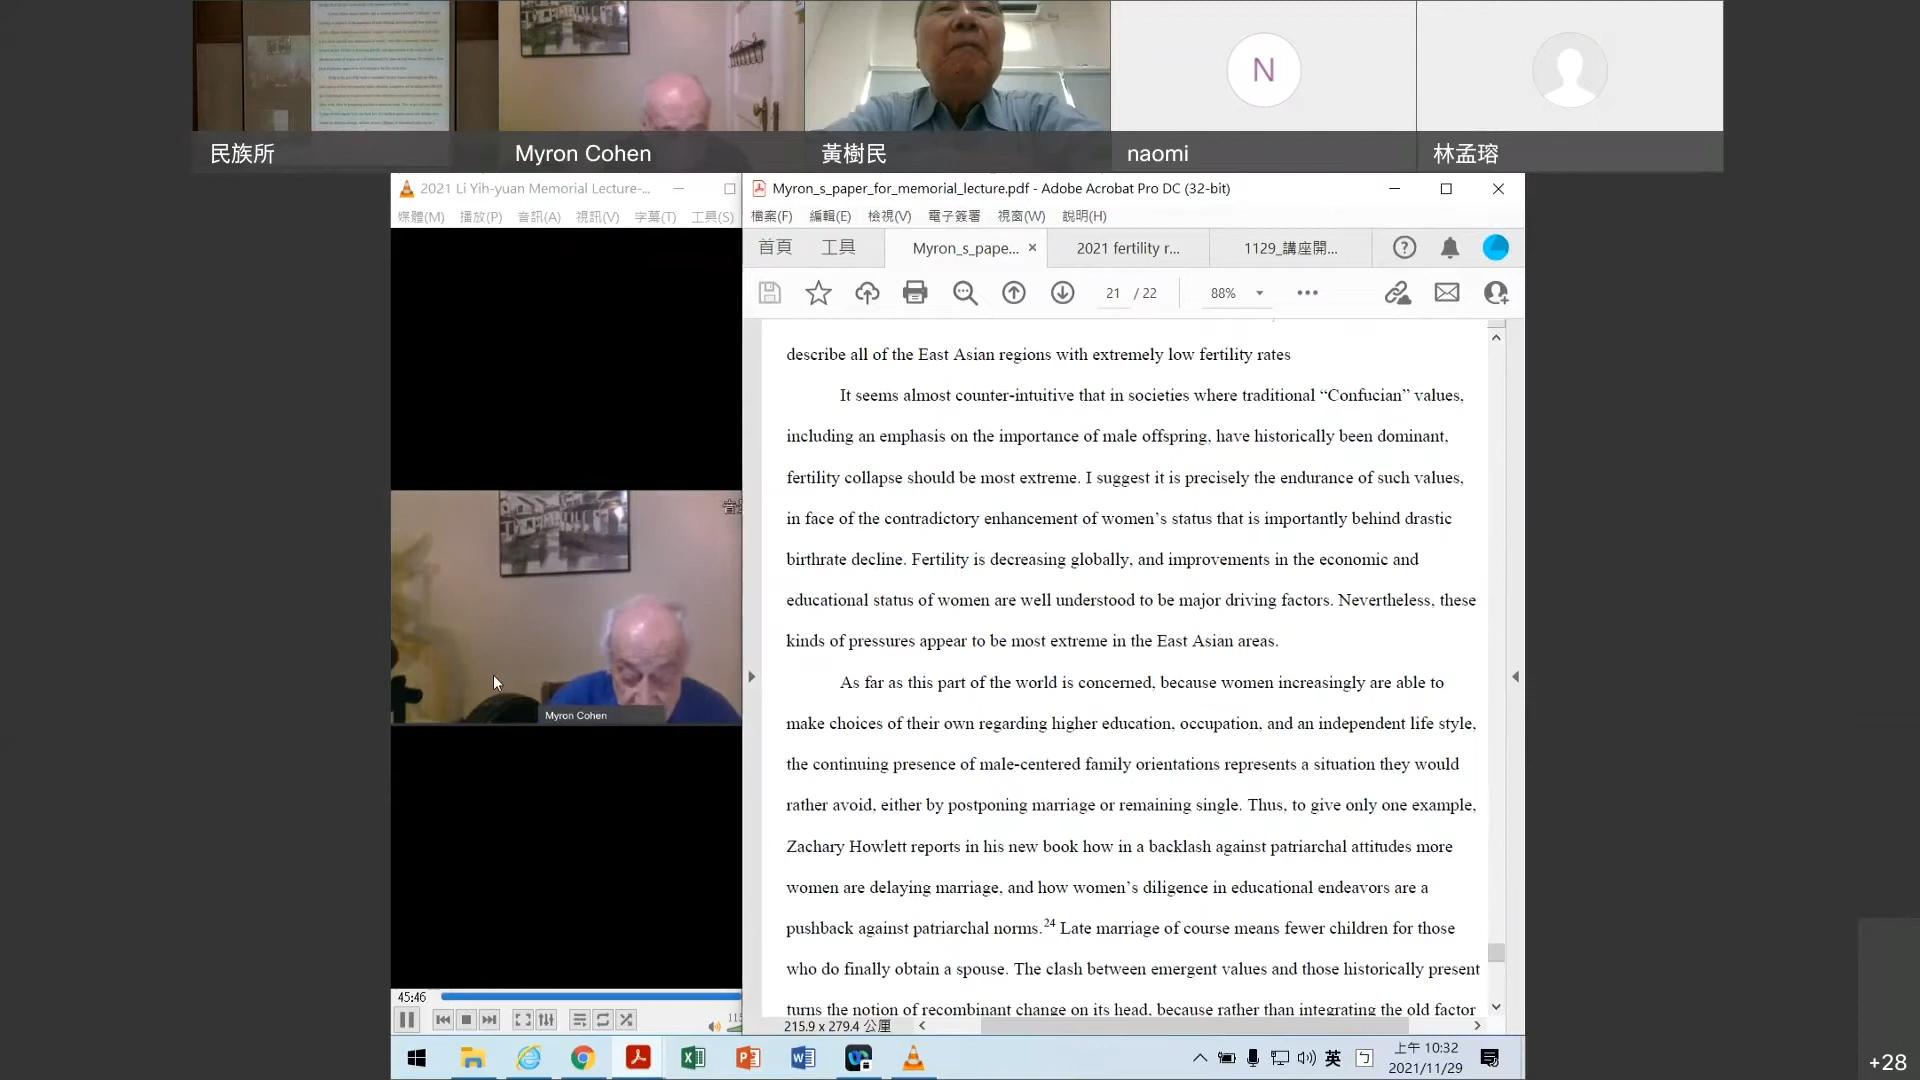 民族所
Myron Cohen
黃樹民
N
naomi
林孟瑢
2021 Li Yih-yuan Memorial Lecture-...
媒體(M) 播放(P) 音訊(A) 視訊(V) 字幕(T) 工具(S)
Myron Cohen
45:46
Myron_s_paper_for_memorial_lecture.pdf - Adobe Acrobat Pro DC (32-bit)
檔案(F) 編輯(E) 檢視(V) 電子簽署 視窗(W) 說明(H)
首頁 工具 Myron_s_pape... × 2021 fertility r... 1129_講座開...
21 / 22 88%
describe all of the East Asian regions with extremely low fertility rates
It seems almost counter-intuitive that in societies where traditional “Confucian” values,
including an emphasis on the importance of male offspring, have historically been dominant,
fertility collapse should be most extreme. I suggest it is precisely the endurance of such values,
in face of the contradictory enhancement of women’s status that is importantly behind drastic
birthrate decline. Fertility is decreasing globally, and improvements in the economic and
educational status of women are well understood to be major driving factors. Nevertheless, these
kinds of pressures appear to be most extreme in the East Asian areas.
As far as this part of the world is concerned, because women increasingly are able to
make choices of their own regarding higher education, occupation, and an independent life style,
the continuing presence of male-centered family orientations represents a situation they would
rather avoid, either by postponing marriage or remaining single. Thus, to give only one example,
Zachary Howlett reports in his new book how in a backlash against patriarchal attitudes more
women are delaying marriage, and how women’s diligence in educational endeavors are a
pushback against patriarchal norms.24 Late marriage of course means fewer children for those
who do finally obtain a spouse. The clash between emergent values and those historically present
turns the notion of recombinant change on its head, because rather than integrating the old factor
215.9 x 279.4 公厘
英
上午 10:32
2021/11/29
+28